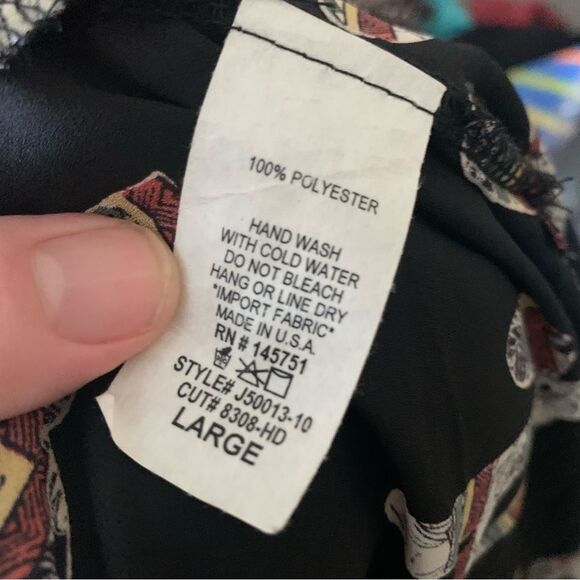 100% POLYESTER
HAND WASH
WITH COLD WATER
DO NOT BLEACH
HANG OR LINE DRY
*IMPORT FABRIC*
MADE IN U.S.A.
RN # 145751
STYLE# J50013-10
CUT# 8308-HD
LARGE